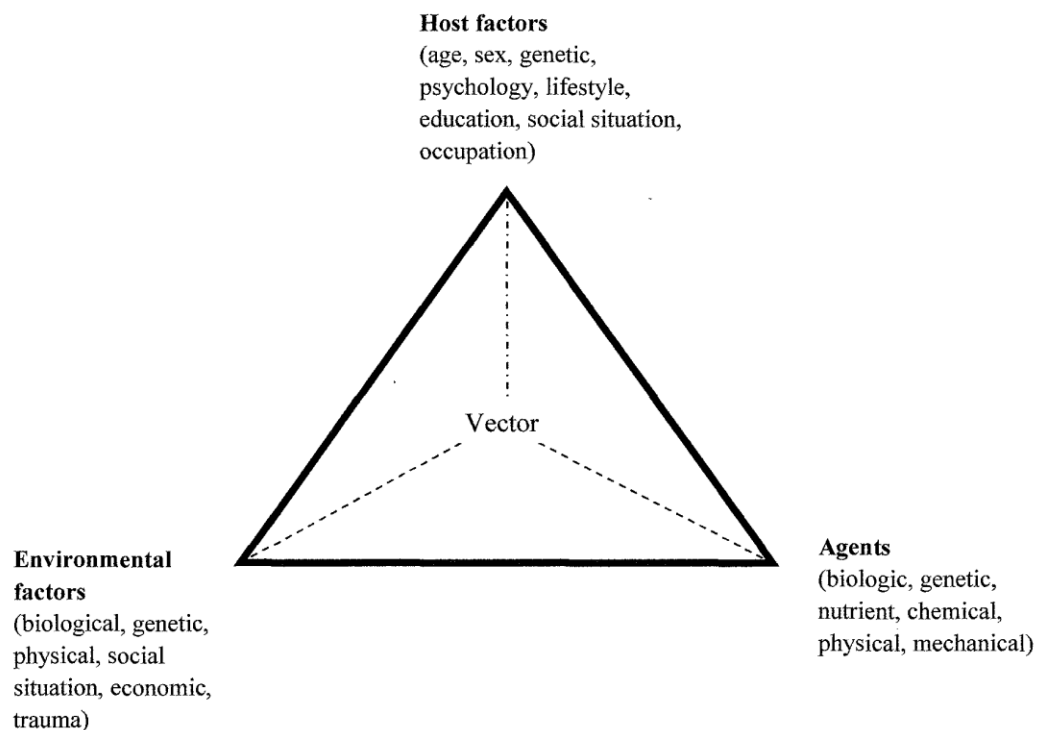 Host factors
(age, sex, genetic,
psychology, lifestyle,
education, social situation,
occupation)
Vector
Environmental
factors
(biological, genetic,
physical, social
situation, economic,
trauma)
Agents
(biologic, genetic,
nutrient, chemical,
physical, mechanical)